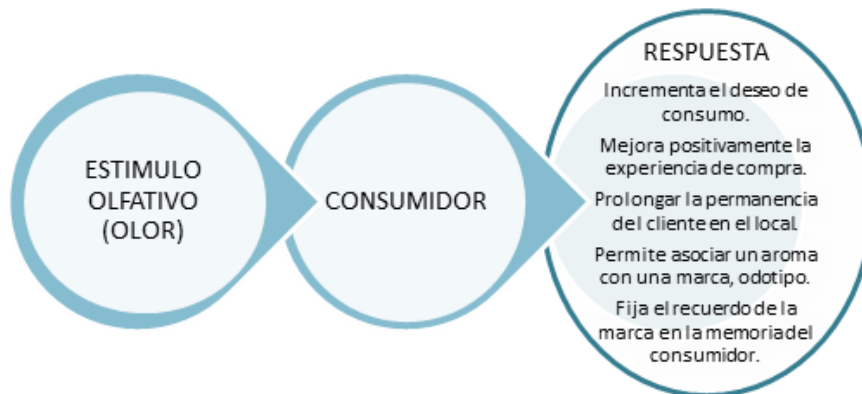 ESTIMULO
OLFATIVO
(OLOR)
CONSUMIDOR
RESPUESTA
Incrementa el deseo de
consumo.
Mejora positivamente la
experiencia de compra.
Prolongar la permanencia
del cliente en el local.
Permite asociar un aroma
con una marca, odotipo.
Fija el recuerdo de la
marca en la memoria del
consumidor.